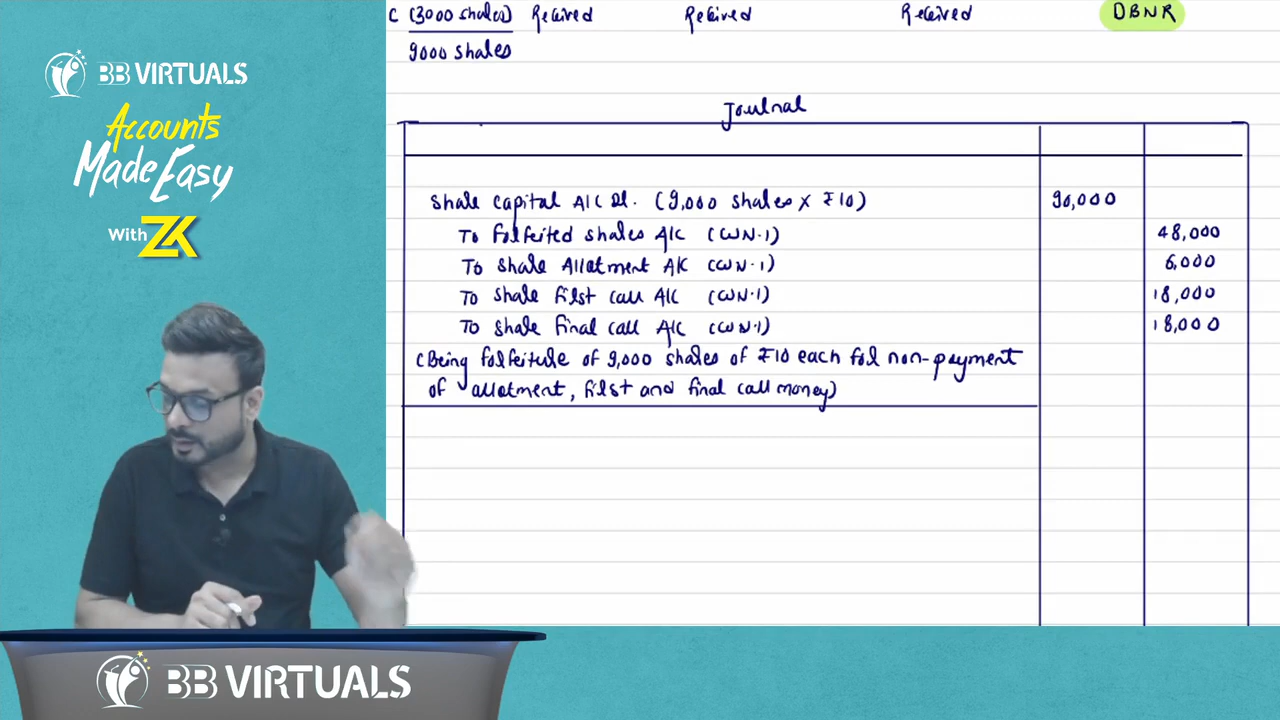 BB VIRTUALS
Accounts
Made Easy
With ZK
C (3000 shares) Received Received Received DBNR
9000 shares
Journal
Share capital A/C Dr. (9,000 shares x ₹10) 90,000
To forfeited shares A/C (WN.1) 48,000
To share Allotment A/C (WN.1) 6,000
To share first call A/C (WN.1) 18,000
To share final call A/C (WN.1) 18,000
(Being forfeiture of 9,000 shares of ₹10 each for non-payment
of allotment, first and final call money)
BB VIRTUALS